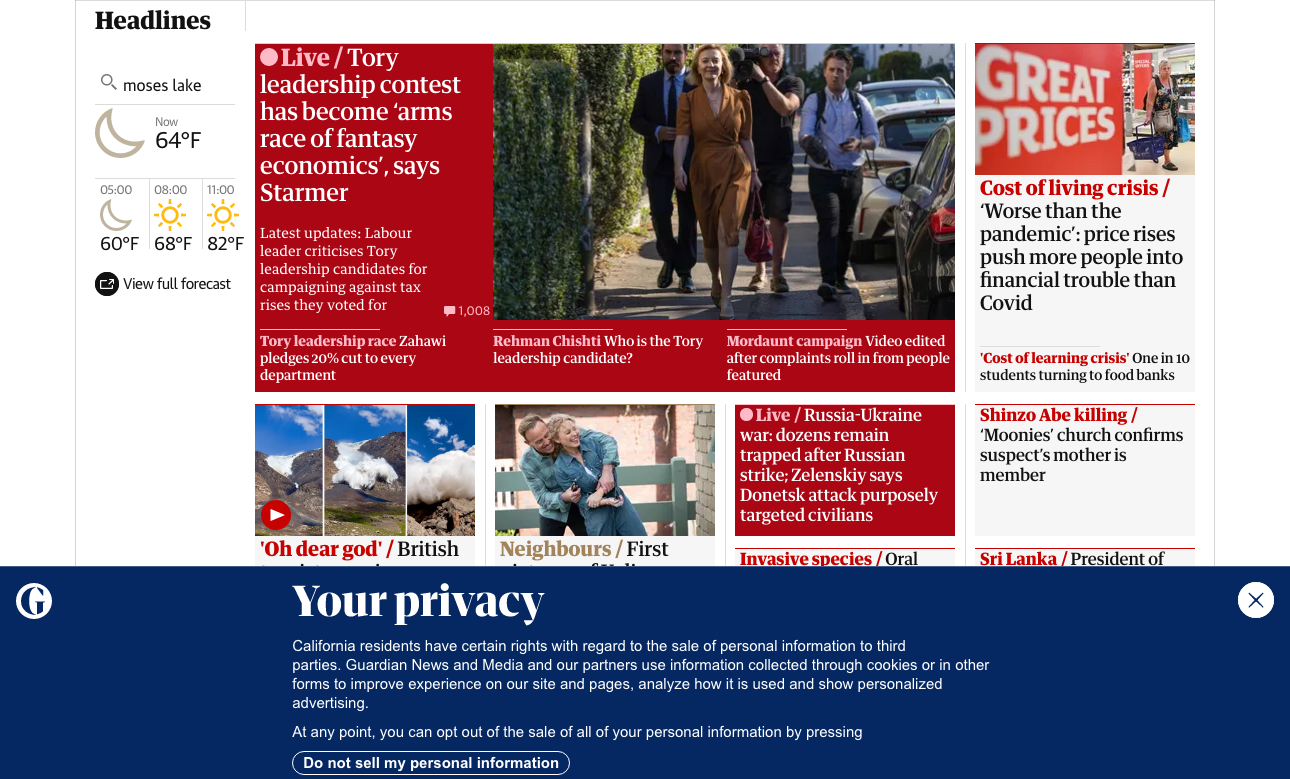 Headlines
moses lake
Now
64°F
05:00
08:00
11:00
60°F
68°F
82°F
View full forecast
Live / Tory
leadership contest
has become ‘arms
race of fantasy
economics’, says
Starmer
Latest updates: Labour
leader criticises Tory
leadership candidates for
campaigning against tax
rises they voted for
1,008
Tory leadership race Zahawi
pledges 20% cut to every
department
Rehman Chishti Who is the Tory
leadership candidate?
Mordaunt campaign Video edited
after complaints roll in from people
featured
GREAT
PRICES
Cost of living crisis /
‘Worse than the
pandemic’: price rises
push more people into
financial trouble than
Covid
'Cost of learning crisis' One in 10
students turning to food banks
'Oh dear god' / British
Neighbours / First
Live / Russia-Ukraine
war: dozens remain
trapped after Russian
strike; Zelenskiy says
Donetsk attack purposely
targeted civilians
Invasive species / Oral
Shinzo Abe killing /
‘Moonies’ church confirms
suspect’s mother is
member
Sri Lanka / President of
Your privacy
California residents have certain rights with regard to the sale of personal information to third
parties. Guardian News and Media and our partners use information collected through cookies or in other
forms to improve experience on our site and pages, analyze how it is used and show personalized
advertising.
At any point, you can opt out of the sale of all of your personal information by pressing
Do not sell my personal information